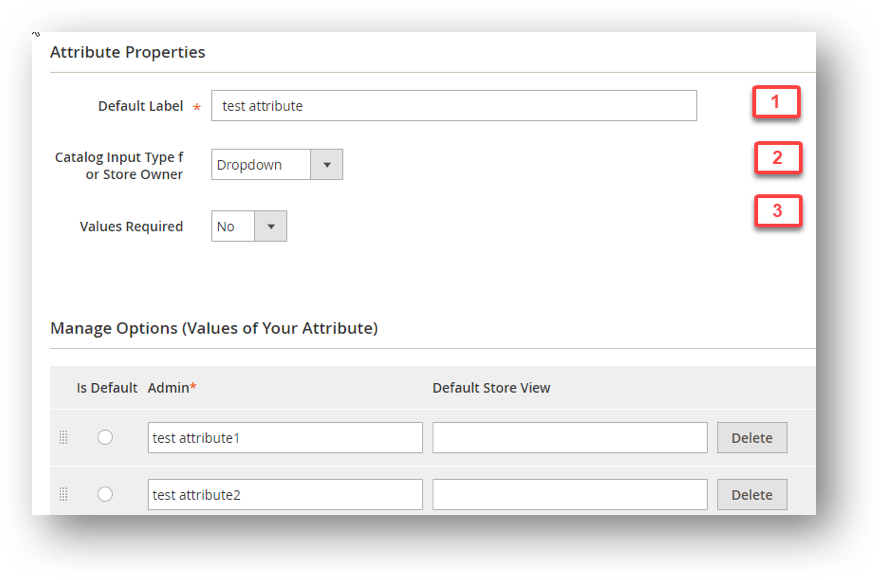 Attribute Properties
Default Label * test attribute 1
Catalog Input Type f
or Store Owner Dropdown 2
Values Required No 3
Manage Options (Values of Your Attribute)
Is Default Admin* Default Store View
test attribute1 Delete
test attribute2 Delete